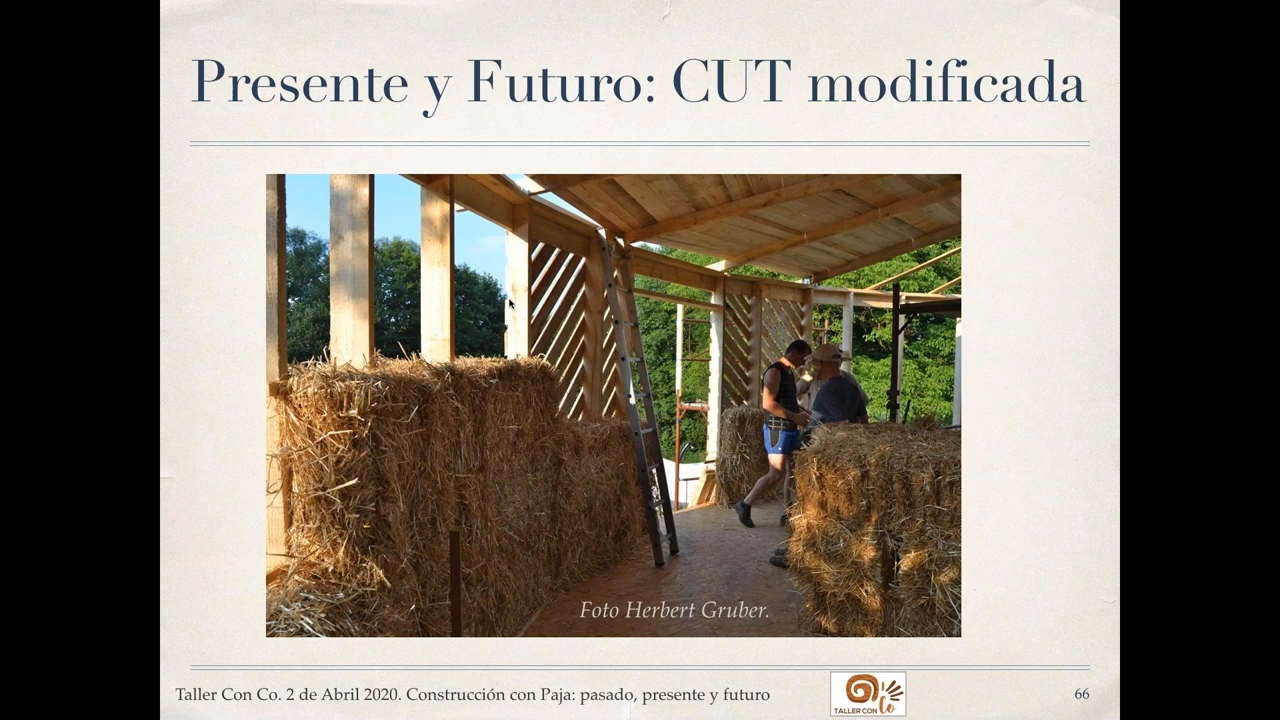 Presente y Futuro: CUT modificada
Foto Herbert Gruber.
Taller Con Co. 2 de Abril 2020. Construcción con Paja: pasado, presente y futuro
TALLER CON Co
66